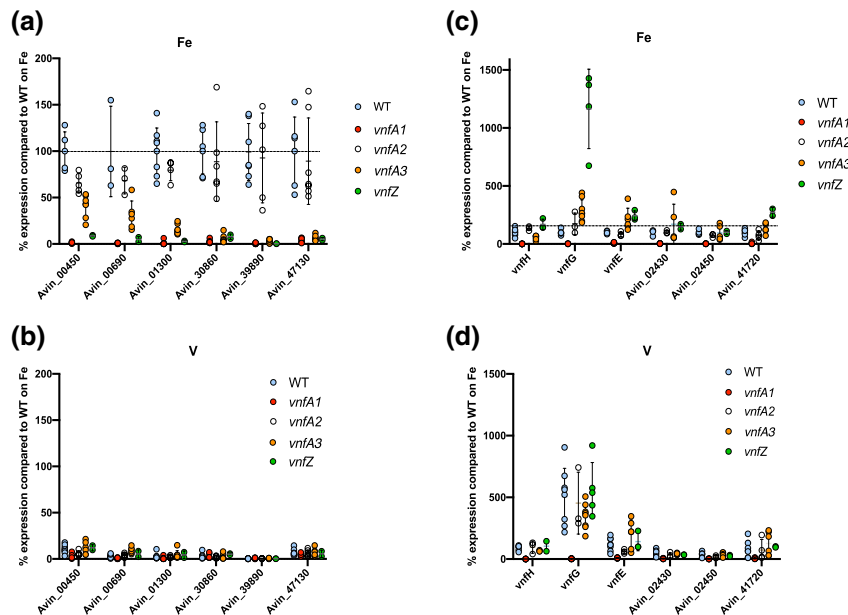 (a)
Fe
% expression compared to WT on Fe
200
150
100
50
0
Avin_00450
Avin_00690
Avin_01300
Avin_30860
Avin_39890
Avin_47130
WT
vnfA1
vnfA2
vnfA3
vnfZ
(c)
Fe
% expression compared to WT on Fe
1500
1000
500
0
vnfH
vnfG
vnfE
Avin_02430
Avin_02450
Avin_41720
WT
vnfA1
vnfA2
vnfA3
vnfZ
(b)
V
% expression compared to WT on Fe
200
150
100
50
0
Avin_00450
Avin_00690
Avin_01300
Avin_30860
Avin_39890
Avin_47130
WT
vnfA1
vnfA2
vnfA3
vnfZ
(d)
V
% expression compared to WT on Fe
1500
1000
500
0
vnfH
vnfG
vnfE
Avin_02430
Avin_02450
Avin_41720
WT
vnfA1
vnfA2
vnfA3
vnfZ